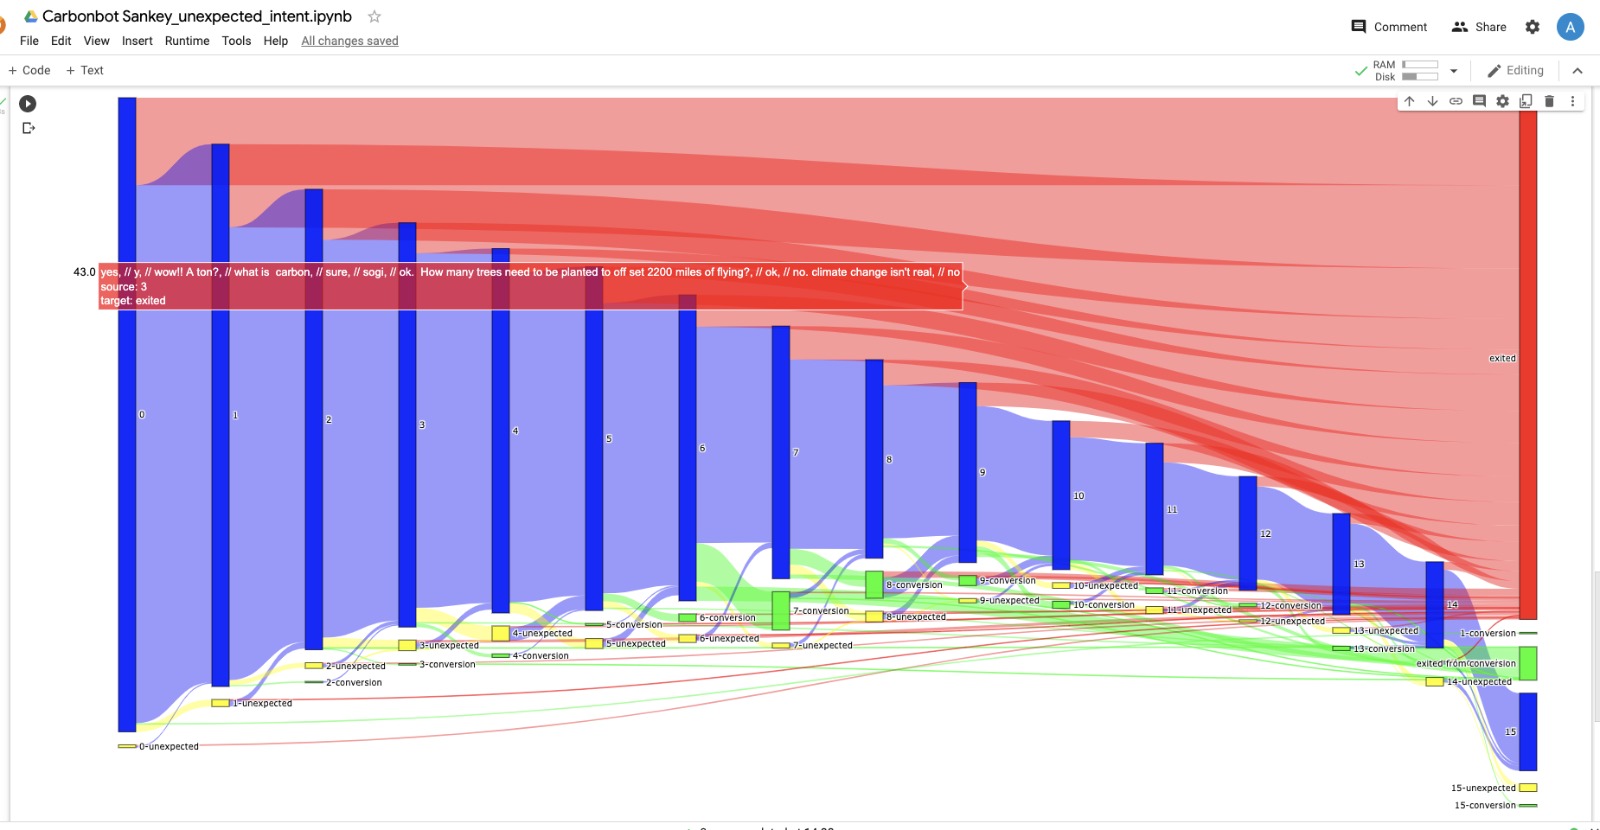 Carbonbot Sankey_unexpected_intent.ipynb
File Edit View Insert Runtime Tools Help All changes saved
Comment Share A
+ Code + Text
RAM
Disk
Editing
43.0
yes, // y, // wow!! A ton?, // what is  carbon, // sure, // sogi, // ok.  How many trees need to be planted to off set 2200 miles of flying?, // ok, // no. climate change isn't real, // no
source: 3
target: exited
exited
0
1
2
3
4
5
6
7
8
9
10
11
12
13
14
15
0-unexpected
1-unexpected
2-unexpected
2-conversion
3-unexpected
3-conversion
4-unexpected
4-conversion
5-conversion
5-unexpected
6-conversion
6-unexpected
7-conversion
7-unexpected
8-conversion
8-unexpected
9-conversion
9-unexpected
10-unexpected
10-conversion
11-conversion
11-unexpected
12-conversion
12-unexpected
13-unexpected
13-conversion
14-unexpected
1-conversion
exited from conversion
15-unexpected
15-conversion